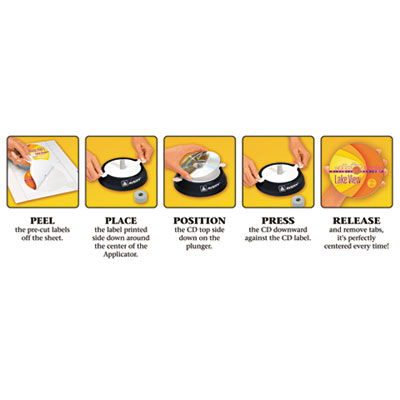 PEEL
the pre-cut labels
off the sheet.
PLACE
the label printed
side down around
the center of the
Applicator.
POSITION
the CD top side
down on the
plunger.
PRESS
the CD downward
against the CD label.
RELEASE
and remove tabs,
it's perfectly
centered every time!
Lake View